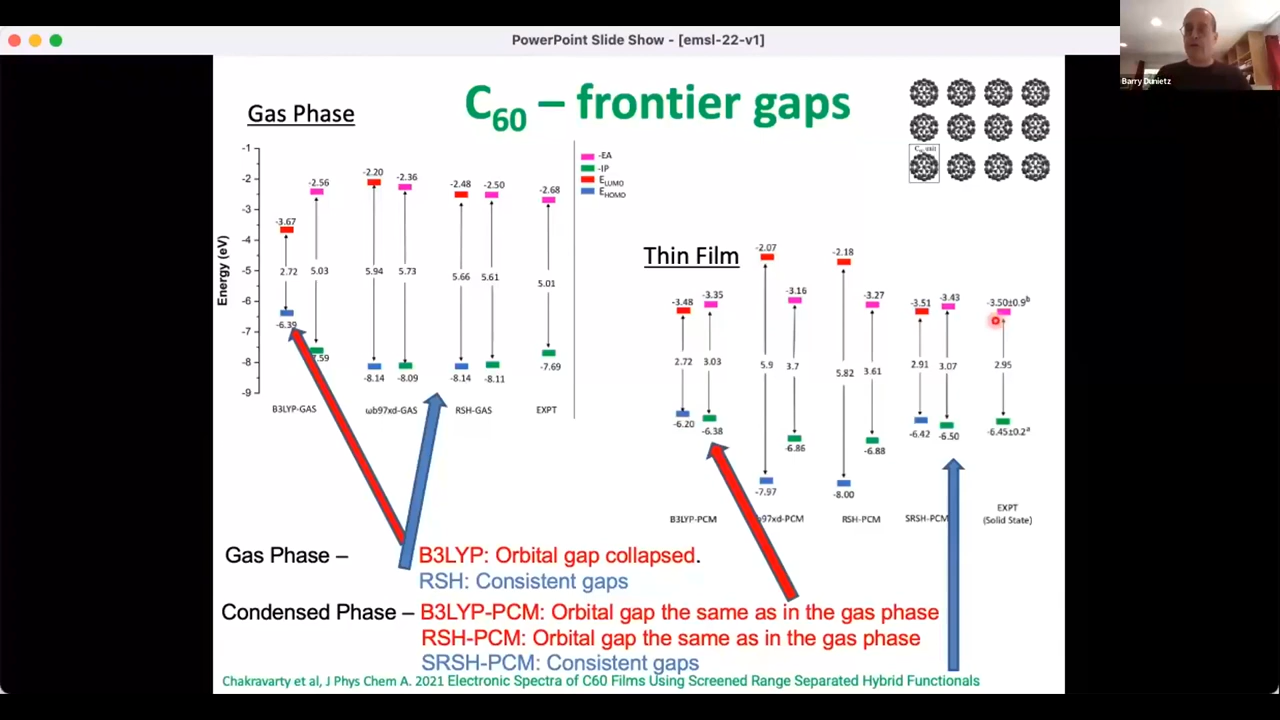 PowerPoint Slide Show - [emsl-22-v1]
Barry Dunietz
C60 – frontier gaps
Gas Phase
-EA
-IP
ELUMO
EHOMO
Energy (eV)
-1
-2
-3
-4
-5
-6
-7
-8
-9
-3.67
2.72
-6.39
-2.56
5.03
7.59
-2.20
5.94
-8.14
-2.36
5.73
-8.09
-2.48
5.66
-8.14
-2.50
5.61
-8.11
-2.68
5.01
-7.69
B3LYP-GAS
ωb97xd-GAS
RSH-GAS
EXPT
Thin Film
-3.48
2.72
-6.20
-3.35
3.03
-6.38
-2.07
5.9
-7.97
-3.16
3.7
-6.86
-2.18
5.82
-8.00
-3.27
3.61
-6.88
-3.51
2.91
-6.42
-3.43
3.07
-6.50
-3.50±0.9b
2.95
-6.45±0.2a
B3LYP-PCM
b97xd-PCM
RSH-PCM
SRSH-PCM
EXPT
(Solid State)
Gas Phase – B3LYP: Orbital gap collapsed.
RSH: Consistent gaps
Condensed Phase – B3LYP-PCM: Orbital gap the same as in the gas phase
RSH-PCM: Orbital gap the same as in the gas phase
SRSH-PCM: Consistent gaps
Chakravarty et al, J Phys Chem A. 2021 Electronic Spectra of C60 Films Using Screened Range Separated Hybrid Functionals